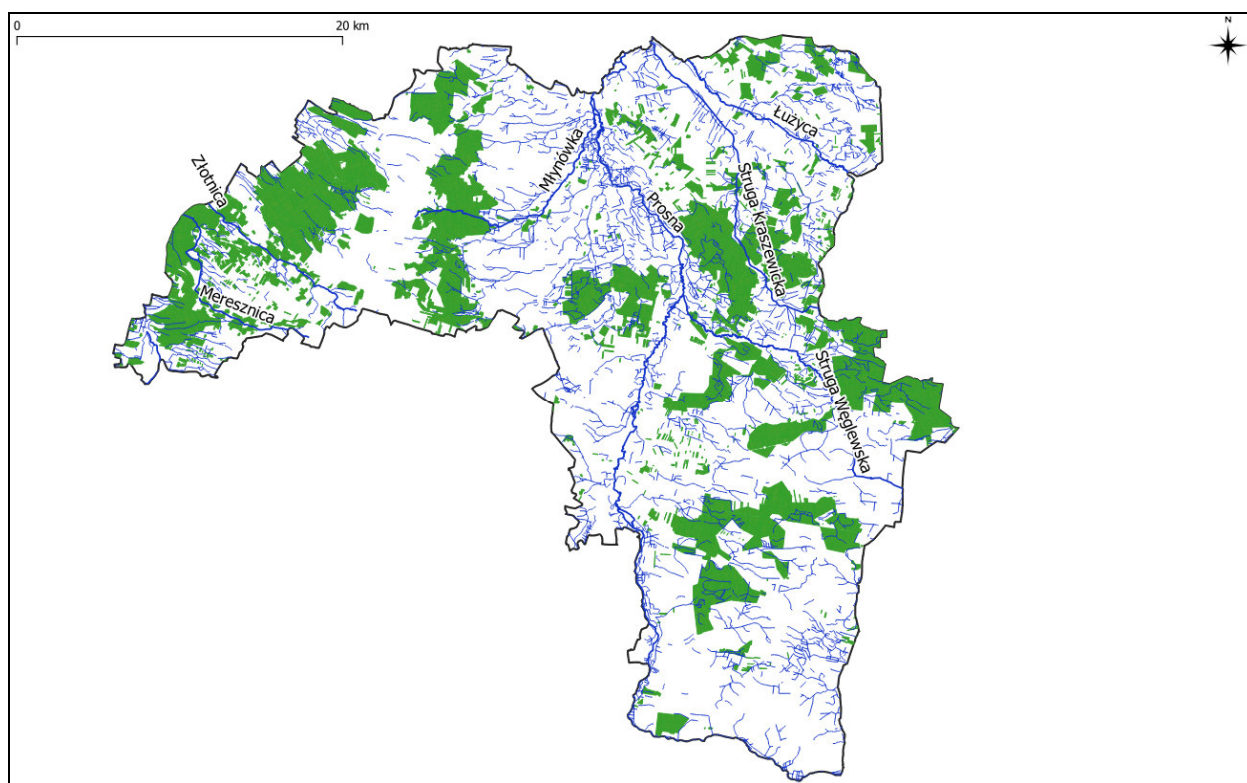 0
20 km
N
Łużyca
Młynówka
Złotnica
Struga Kraszewicka
Prosna
Meresznica
Struga Węglewska